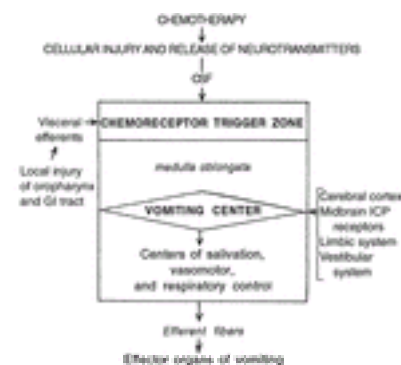 CHEMOTHERAPY
CELLULAR INJURY AND RELEASE OF NEUROTRANSMITTERS
CSF
CHEMORECEPTOR TRIGGER ZONE
Visceral
efferents
Local injury
of oropharynx
and GI tract
medulla oblongata
VOMITING CENTER
Cerebral cortex
Midbrain ICP
receptors
Limbic system
Vestibular
system
Centers of salivation,
vasomotor,
and respiratory control
Efferent fibers
Effector organs of vomiting